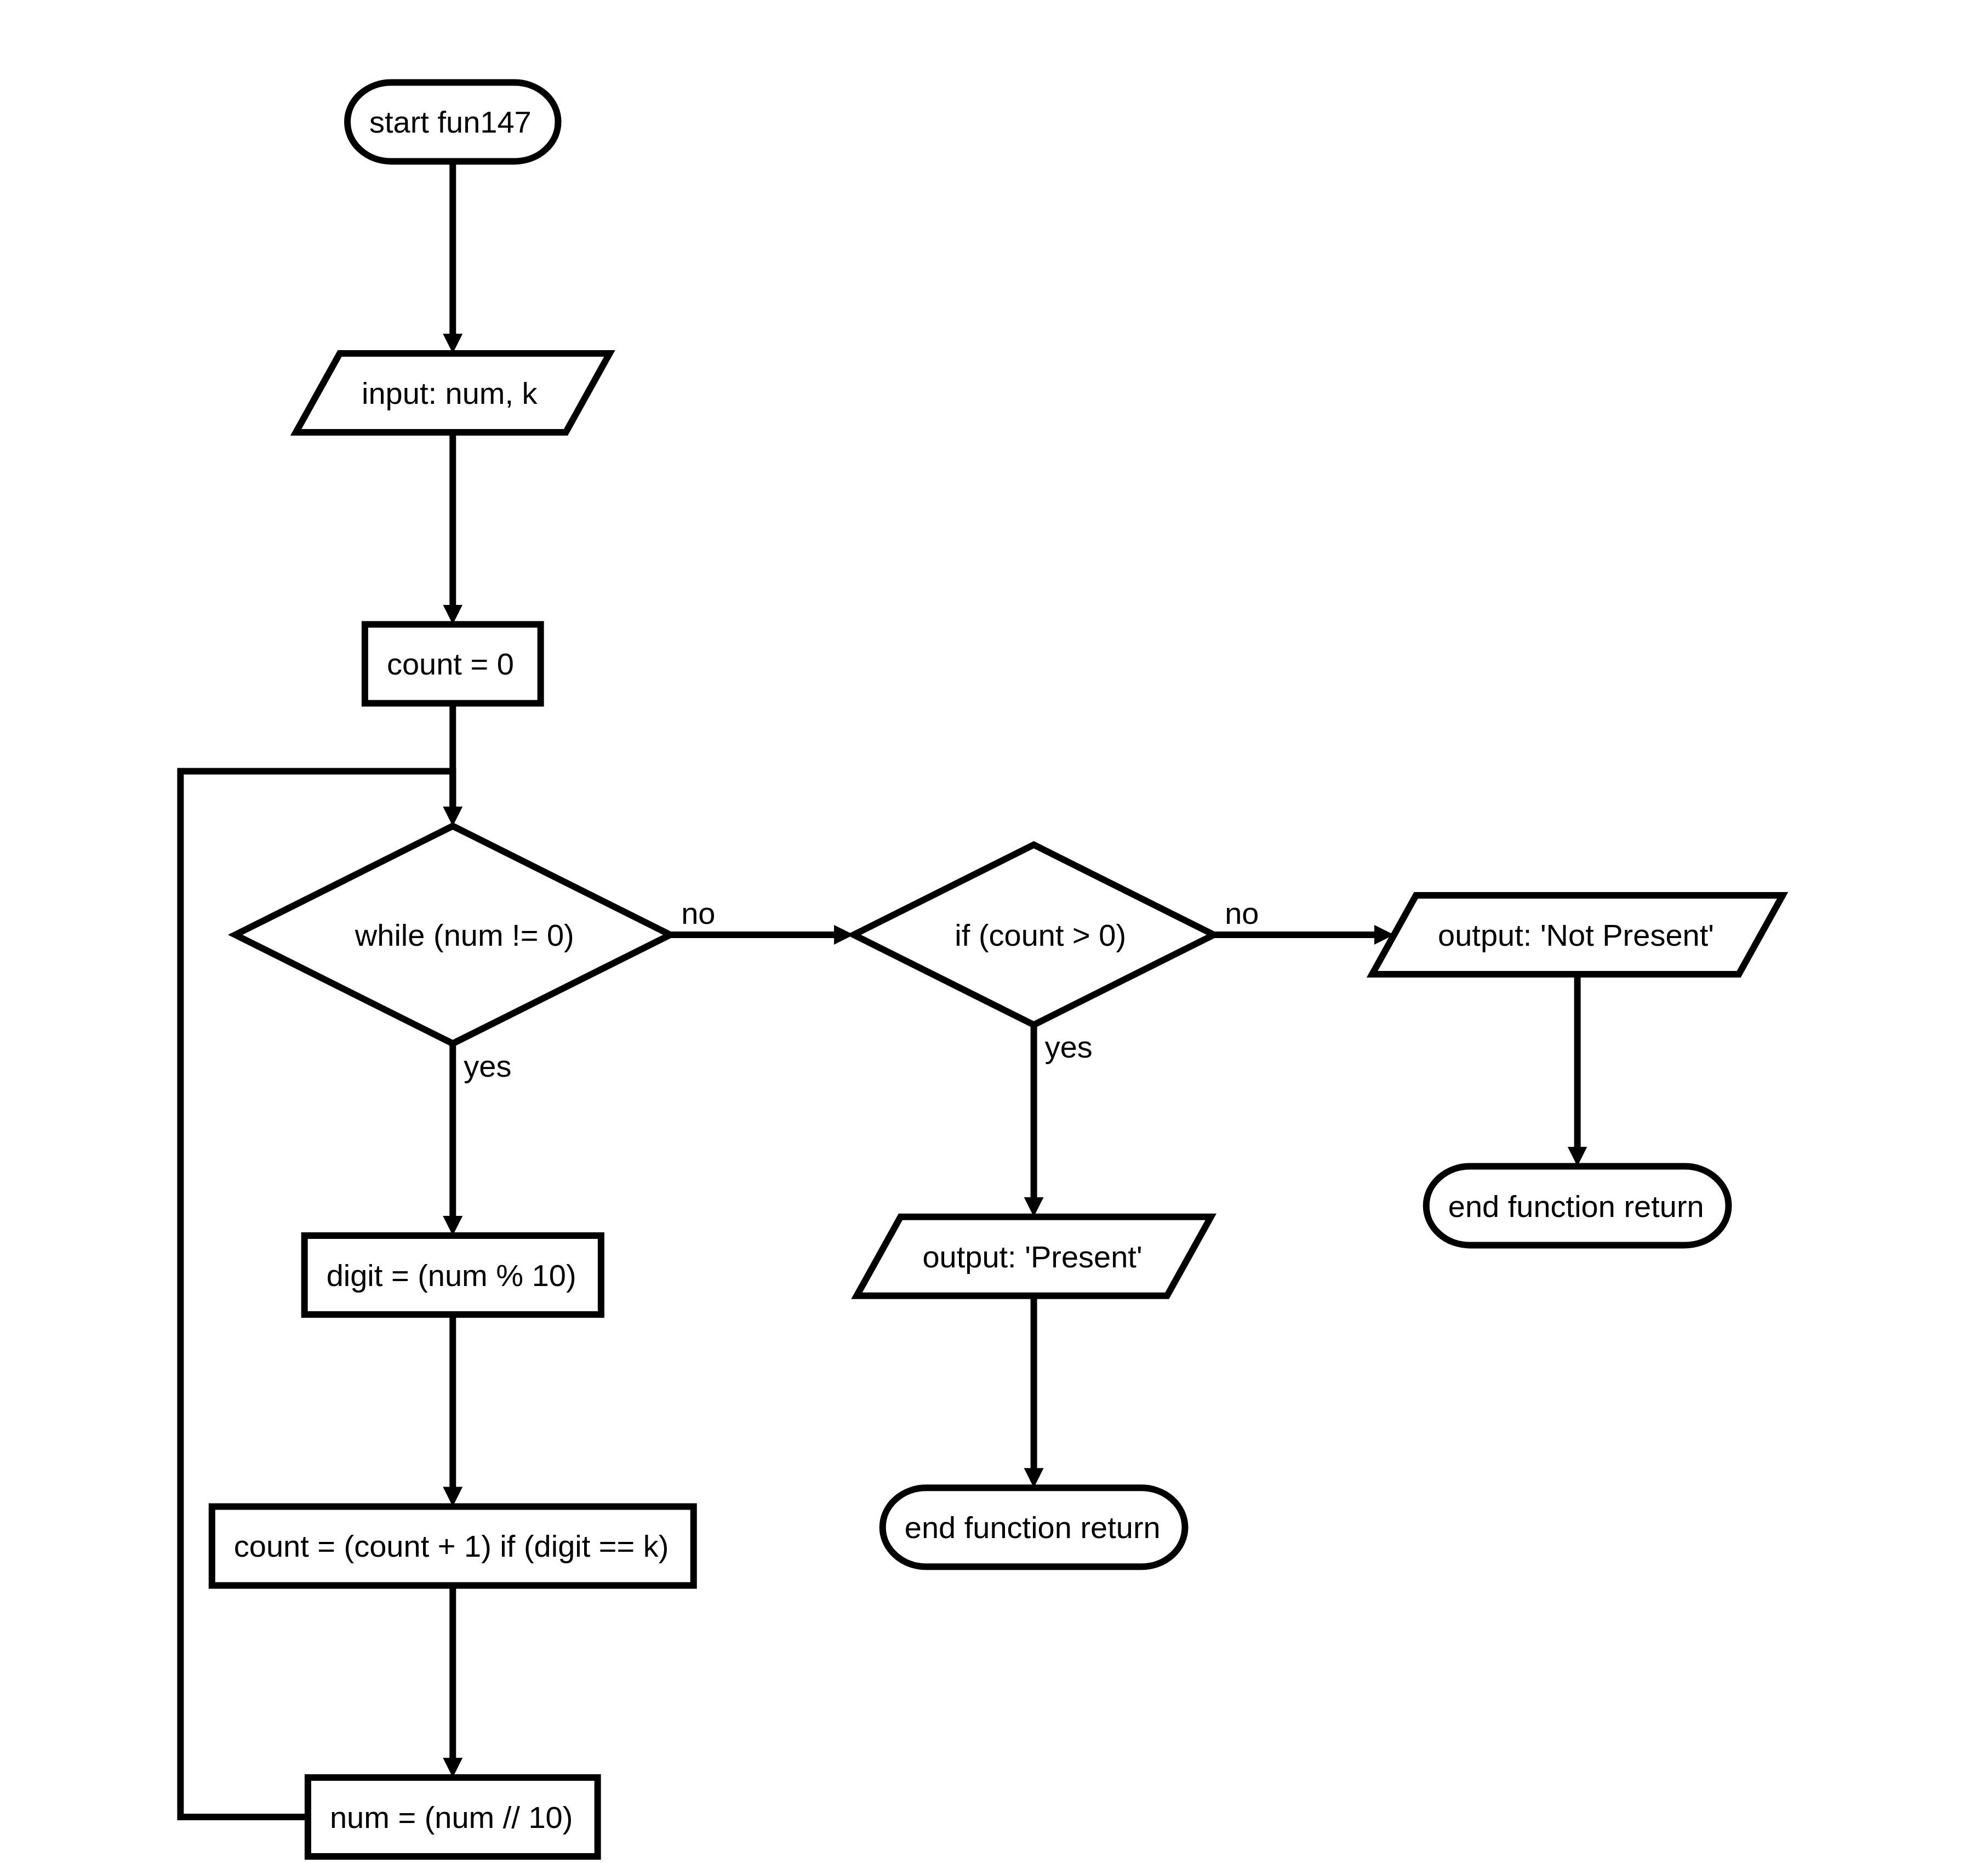 start fun147
input: num, k
count = 0
while (num != 0)
no
if (count > 0)
no
output: 'Not Present'
yes
yes
end function return
digit = (num % 10)
output: 'Present'
count = (count + 1) if (digit == k)
end function return
num = (num // 10)